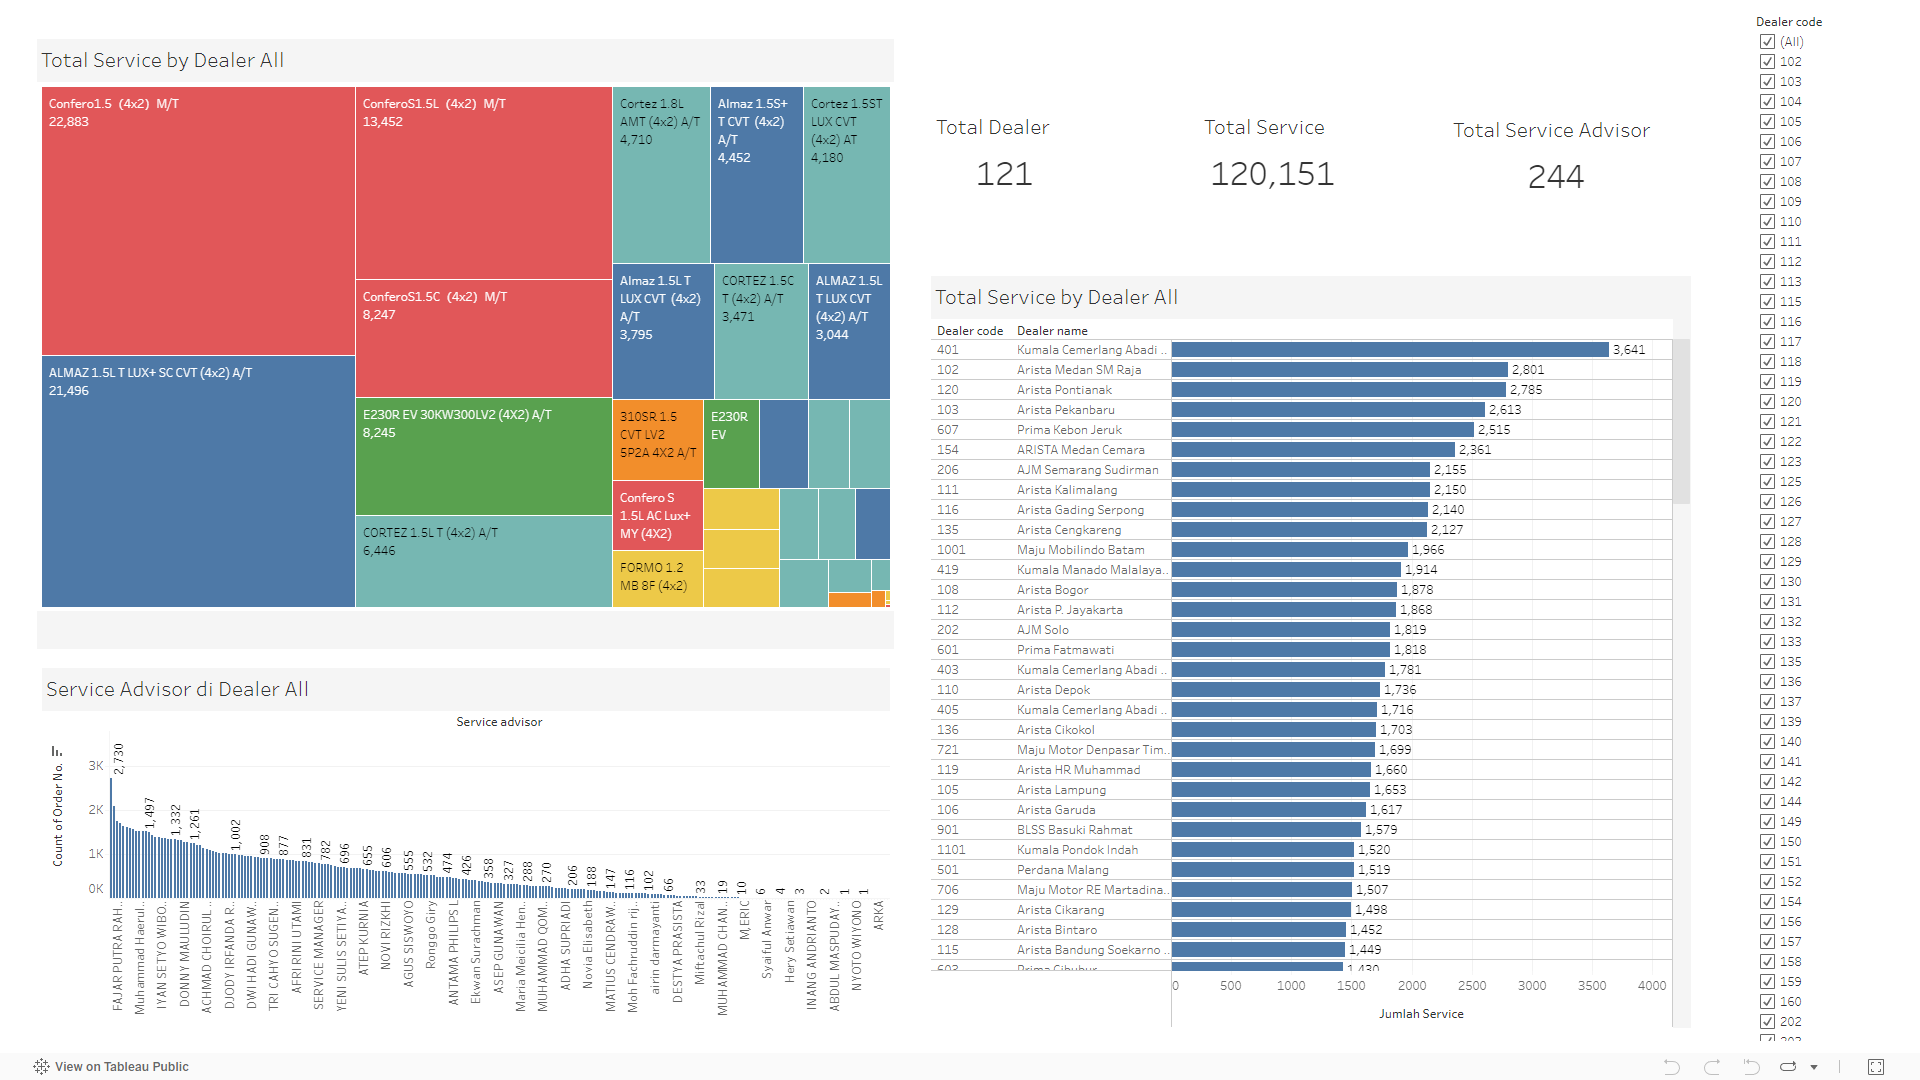 Total Service by Dealer All
Confero1.5 (4x2) M/T
22,883
ALMAZ 1.5L T LUX+ SC CVT (4x2) A/T
21,496
ConferoS1.5L (4x2) M/T
13,452
ConferoS1.5C (4x2) M/T
8,247
E230R EV 30KW300LV2 (4X2) A/T
8,245
CORTEZ 1.5L T (4x2) A/T
6,446
Cortez 1.8L
AMT (4x2) A/T
4,710
Almaz 1.5S+
T CVT (4x2)
A/T
4,452
Cortez 1.5ST
LUX CVT
(4x2) AT
4,180
Almaz 1.5L T
LUX CVT (4x2)
A/T
3,795
CORTEZ 1.5C
T (4x2) A/T
3,471
ALMAZ 1.5L
T LUX CVT
(4x2) A/T
3,044
310SR 1.5
CVT LV2
5P2A 4X2 A/T
E230R
EV
Confero S
1.5L AC Lux+
MY (4X2)
FORMO 1.2
MB 8F (4x2)
Total Dealer
121
Total Service
120,151
Total Service Advisor
244
Total Service by Dealer All
Dealer code Dealer name
401 Kumala Cemerlang Abadi .. 3,641
102 Arista Medan SM Raja 2,801
120 Arista Pontianak 2,785
103 Arista Pekanbaru 2,613
607 Prima Kebon Jeruk 2,515
154 ARISTA Medan Cemara 2,361
206 AJM Semarang Sudirman 2,155
111 Arista Kalimalang 2,150
116 Arista Gading Serpong 2,140
135 Arista Cengkareng 2,127
1001 Maju Mobilindo Batam 1,966
419 Kumala Manado Malalaya.. 1,914
108 Arista Bogor 1,878
112 Arista P. Jayakarta 1,868
202 AJM Solo 1,819
601 Prima Fatmawati 1,818
403 Kumala Cemerlang Abadi .. 1,781
110 Arista Depok 1,736
405 Kumala Cemerlang Abadi .. 1,716
136 Arista Cikokol 1,703
721 Maju Motor Denpasar Tim.. 1,699
119 Arista HR Muhammad 1,660
105 Arista Lampung 1,653
106 Arista Garuda 1,617
901 BLSS Basuki Rahmat 1,579
1101 Kumala Pondok Indah 1,520
501 Perdana Malang 1,519
706 Maju Motor RE Martadina.. 1,507
129 Arista Cikarang 1,498
128 Arista Bintaro 1,452
115 Arista Bandung Soekarno .. 1,449
603 Prima Cibubur 1,430
0 500 1000 1500 2000 2500 3000 3500 4000
Jumlah Service
Service Advisor di Dealer All
Service advisor
Count of Order No.
3K
2K
1K
0K
2,730
1,497
1,332
1,261
1,002
908
877
831
782
696
655
606
555
532
474
426
358
327
288
270
206
188
147
116
102
66
33
19
10
6
4
3
2
1
1
FAJAR PUTRA RAH..
Muhammad Haerul..
IYAN SETYO WIBO..
DONNY MAULUDIN
ACHMAD CHOIRUL ..
DJODY IRFANDA R..
DWI HADI GUNAW..
TRI CAHYO SUGEN..
AFRI RINI UTAMI
SERVICE MANAGER
YENI SULIS SETIYA..
ATEP KURNIA
NOVI RIZKHI
AGUS SISWOYO
Ronggo Giry
ANTAMA PHILIPS L
Ekwan Surachman
ASEP GUNAWAN
Maria Meicilia Hen..
MUHAMMAD QOM..
ADHA SUPRIADI
Novia Elisabeth
MATIUS CENDRAW..
Moh Fachruddin rij..
airin darmayanti
DESTYA PRASISTA
Miftachul Rizal
MUHAMMAD CHAN..
M,ERIC
Syaiful Anwar
Hery Setiawan
INANG ANDRIANTO
ABDUL MASPUDAY..
NYOTO WIYONO
ARKA
Dealer code
(All)
102
103
104
105
106
107
108
109
110
111
112
113
115
116
117
118
119
120
121
122
123
125
126
127
128
129
130
131
132
133
135
136
137
139
140
141
142
144
149
150
151
152
154
156
157
158
159
160
202
View on Tableau Public